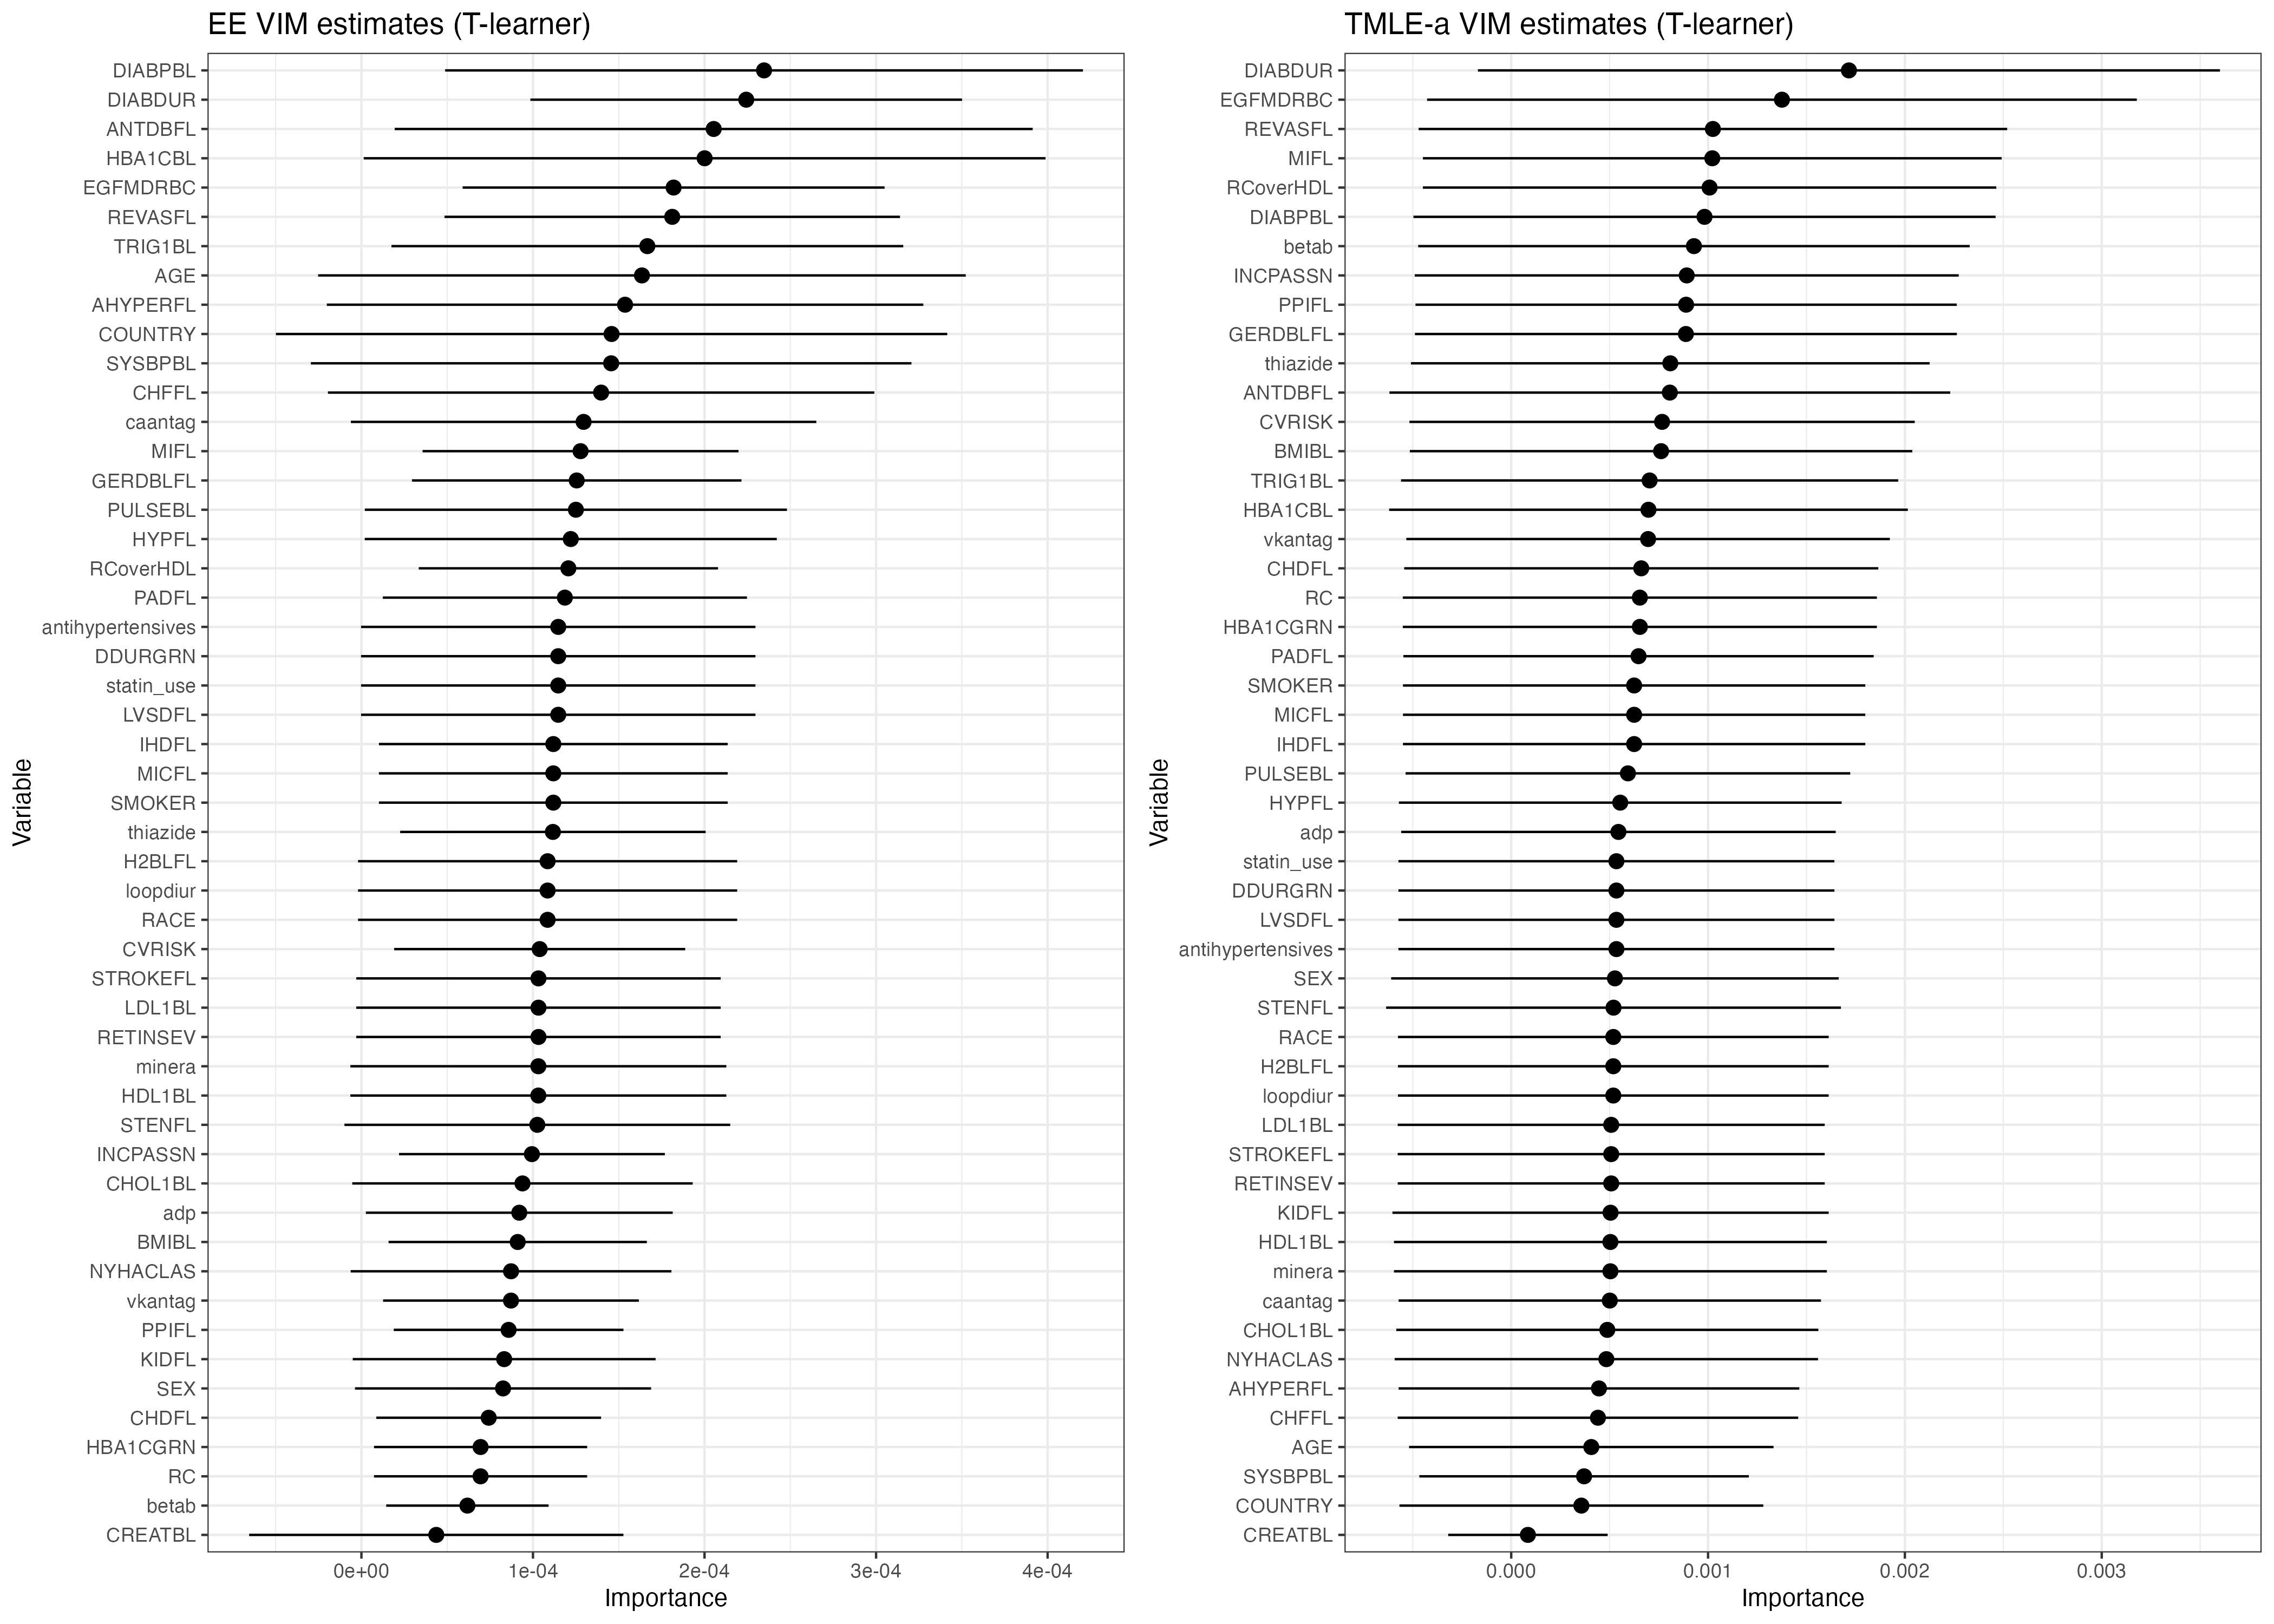 EE VIM estimates (T-learner)
Variable
DIABPBL
DIABDUR
ANTDBFL
HBA1CBL
EGFMDRBC
REVASFL
TRIG1BL
AGE
AHYPERFL
COUNTRY
SYSBPBL
CHFFL
caantag
MIFL
GERDBLFL
PULSEBL
HYPFL
RCoverHDL
PADFL
antihypertensives
DDURGRN
statin_use
LVSDFL
IHDFL
MICFL
SMOKER
thiazide
H2BLFL
loopdiur
RACE
CVRISK
STROKEFL
LDL1BL
RETINSEV
minera
HDL1BL
STENFL
INCPASSN
CHOL1BL
adp
BMIBL
NYHACLAS
vkantag
PPIFL
KIDFL
SEX
CHDFL
HBA1CGRN
RC
betab
CREATBL
0e+00 1e-04 2e-04 3e-04 4e-04
Importance
TMLE-a VIM estimates (T-learner)
Variable
DIABDUR
EGFMDRBC
REVASFL
MIFL
RCoverHDL
DIABPBL
betab
INCPASSN
PPIFL
GERDBLFL
thiazide
ANTDBFL
CVRISK
BMIBL
TRIG1BL
HBA1CBL
vkantag
CHDFL
RC
HBA1CGRN
PADFL
SMOKER
MICFL
IHDFL
PULSEBL
HYPFL
adp
statin_use
DDURGRN
LVSDFL
antihypertensives
SEX
STENFL
RACE
H2BLFL
loopdiur
LDL1BL
STROKEFL
RETINSEV
KIDFL
HDL1BL
minera
caantag
CHOL1BL
NYHACLAS
AHYPERFL
CHFFL
AGE
SYSBPBL
COUNTRY
CREATBL
0.000 0.001 0.002 0.003
Importance